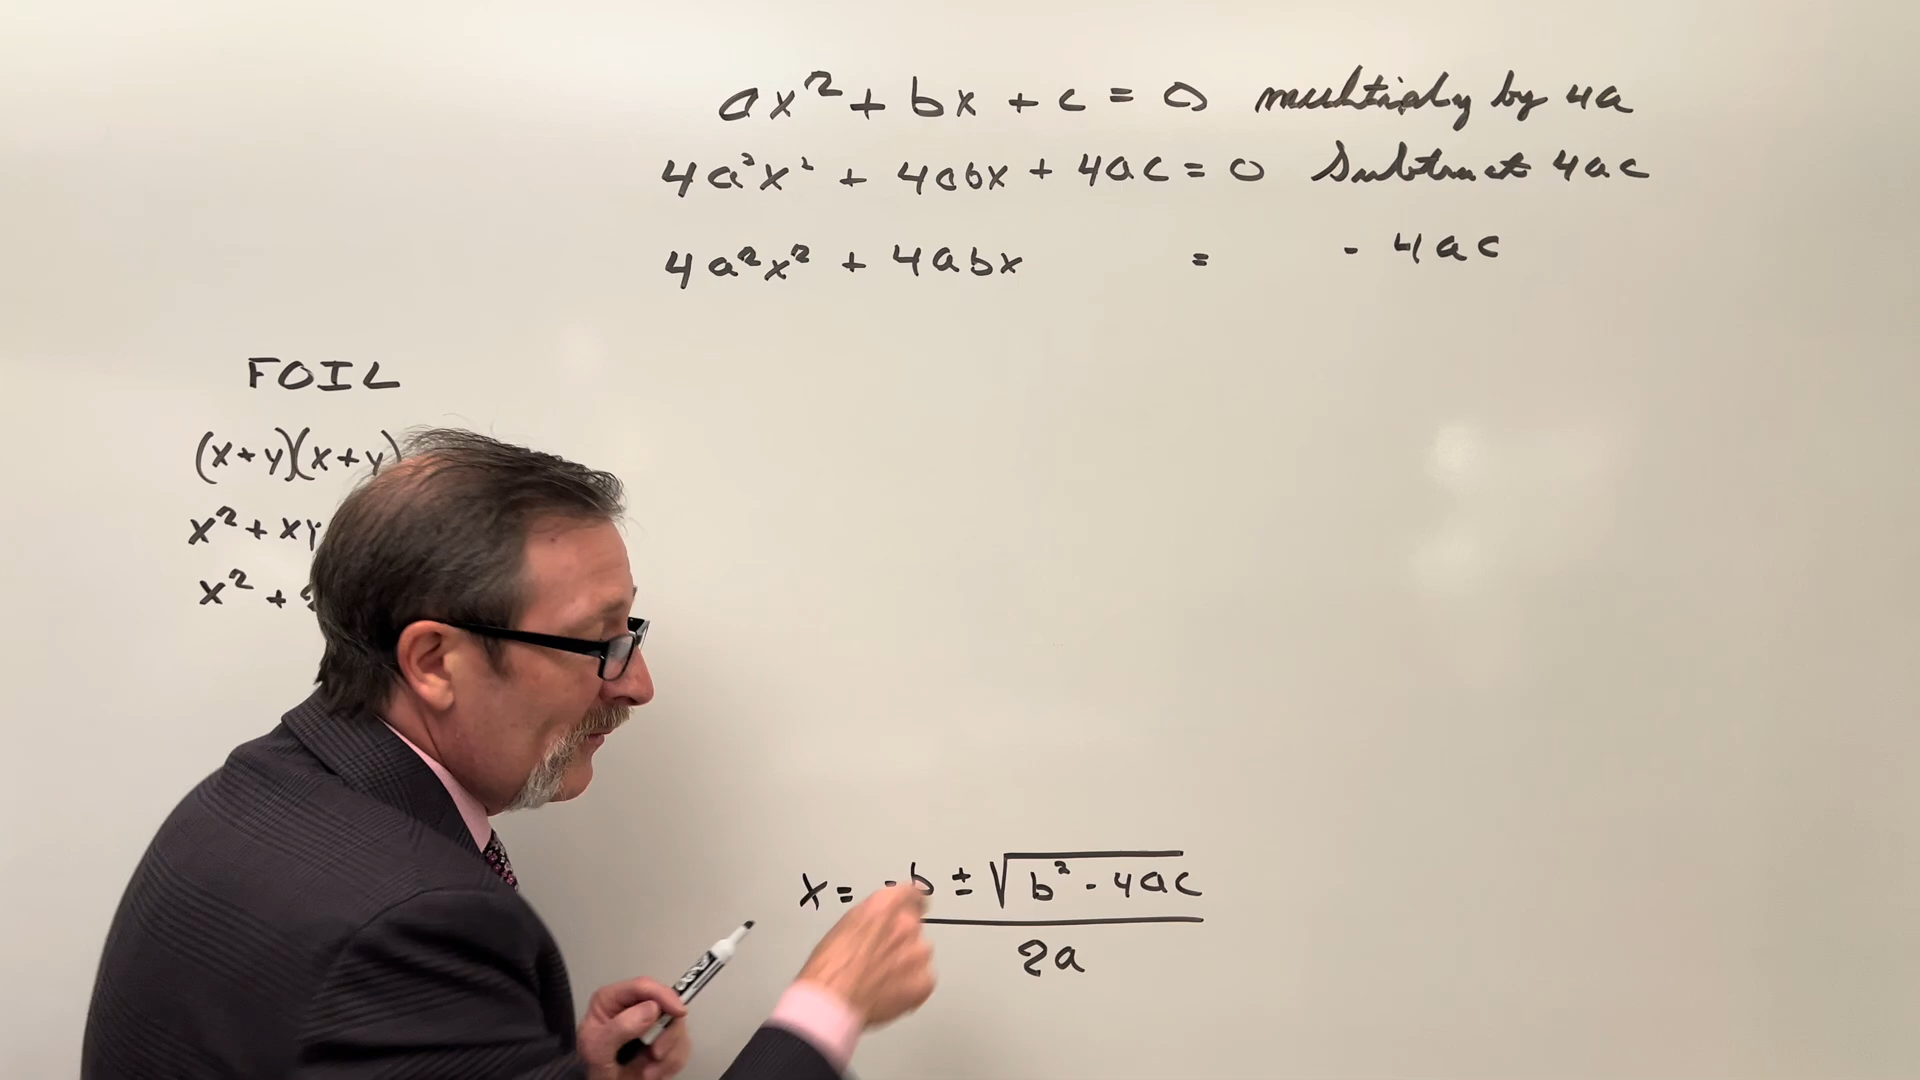 ax² + bx + c = 0 multiply by 4a
4a²x² + 4abx + 4ac = 0 Subtract 4ac
4a²x² + 4abx = - 4ac
FOIL
(x+y)(x+y)
x² + xy
x² +
x = -b ± √b² - 4ac
2a